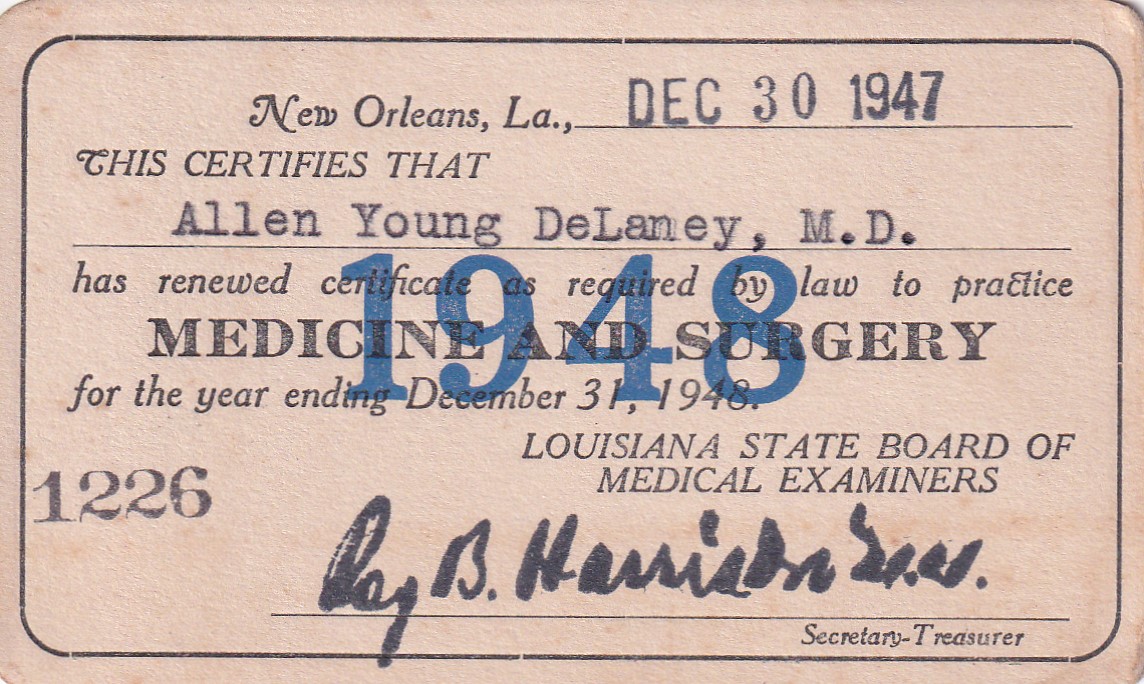 New Orleans, La., DEC 30 1947
THIS CERTIFIES THAT
Allen Young DeLaney, M.D.
has renewed certificate as required by law to practice
1948
MEDICINE AND SURGERY
for the year ending December 31, 1948.
LOUISIANA STATE BOARD OF
MEDICAL EXAMINERS
1226
Roy B. Harrison M.D.
Secretary-Treasurer